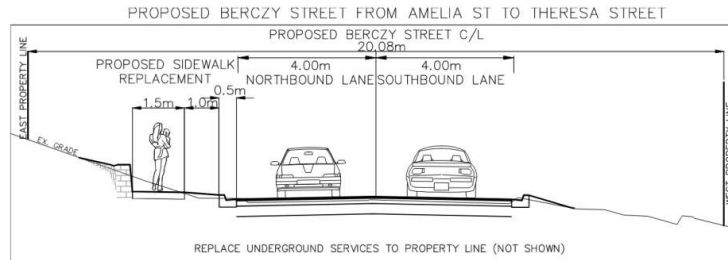 PROPOSED BERCZY STREET FROM AMELIA ST TO THERESA STREET
PROPOSED BERCZY STREET C/L
20.08m
PROPOSED SIDEWALK
REPLACEMENT
4.00m
4.00m
NORTHBOUND LANE
SOUTHBOUND LANE
0.5m
1.5m
1.0m
EAST PROPERTY LINE
EX. GRADE
PROPERTY LINE
REPLACE UNDERGROUND SERVICES TO PROPERTY LINE (NOT SHOWN)